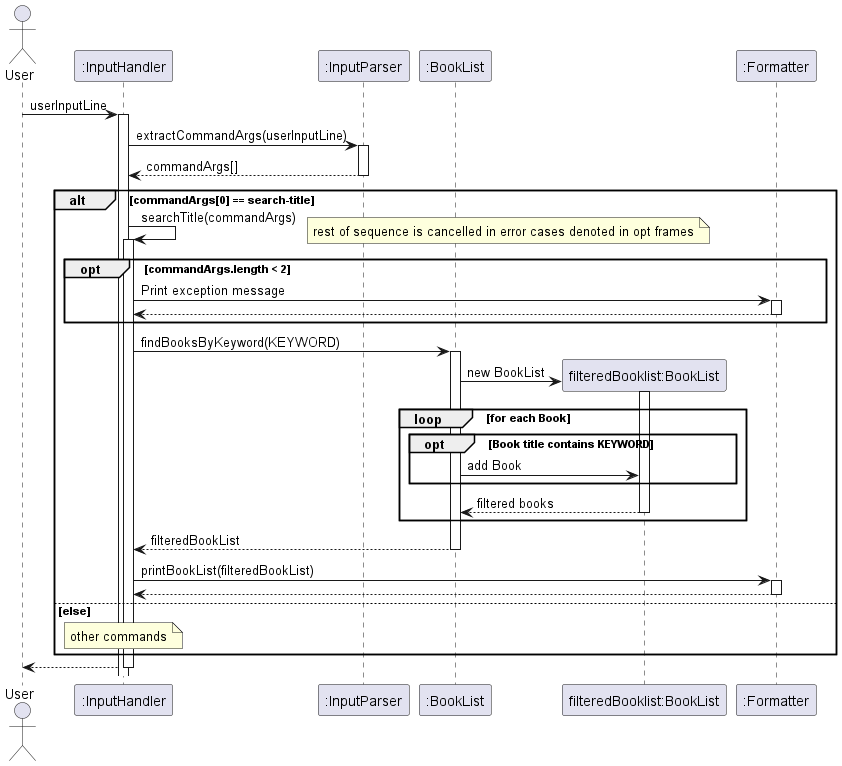 User
:InputHandler
:InputParser
:BookList
:Formatter
userInputLine
extractCommandArgs(userInputLine)
commandArgs[]
alt
[commandArgs[0] == search-title]
searchTitle(commandArgs)
rest of sequence is cancelled in error cases denoted in opt frames
opt
[commandArgs.length < 2]
Print exception message
findBooksByKeyword(KEYWORD)
new BookList
filteredBooklist:BookList
loop
[for each Book]
opt
[Book title contains KEYWORD]
add Book
filtered books
filteredBookList
printBookList(filteredBookList)
[else]
other commands
User
:InputHandler
:InputParser
:BookList
filteredBooklist:BookList
:Formatter